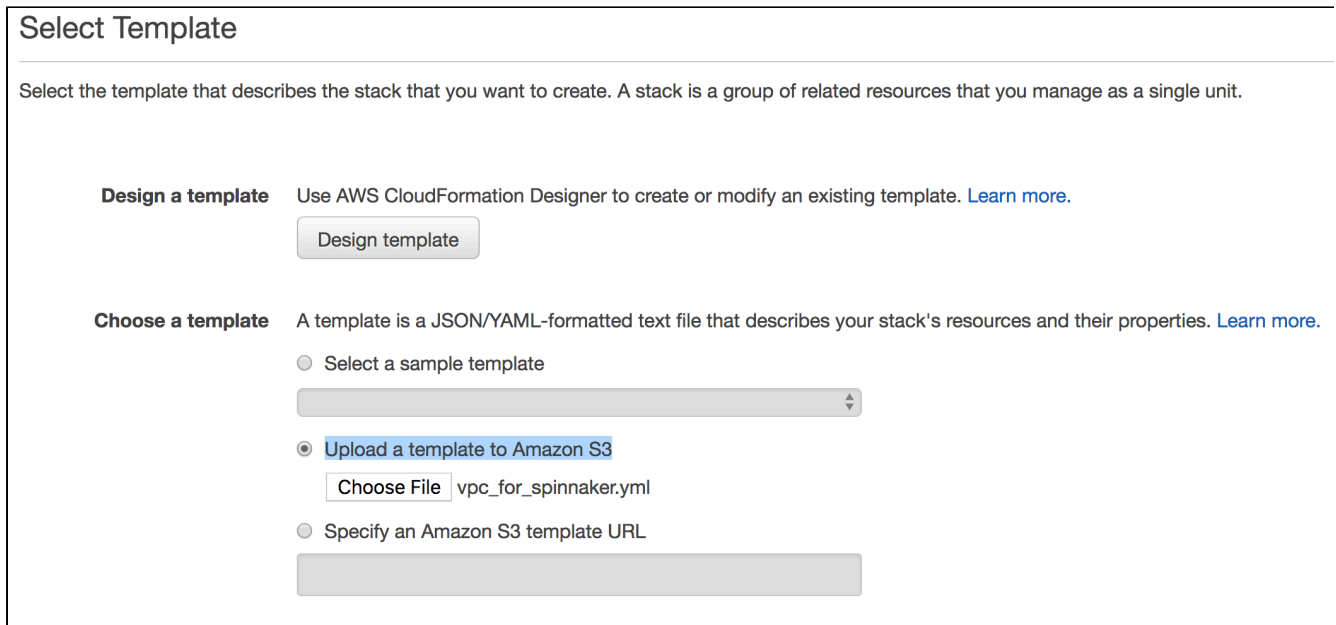 Select Template
Select the template that describes the stack that you want to create. A stack is a group of related resources that you manage as a single unit.
Design a template Use AWS CloudFormation Designer to create or modify an existing template. Learn more.
Design template
Choose a template A template is a JSON/YAML-formatted text file that describes your stack's resources and their properties. Learn more.
Select a sample template
Upload a template to Amazon S3
Choose File vpc_for_spinnaker.yml
Specify an Amazon S3 template URL